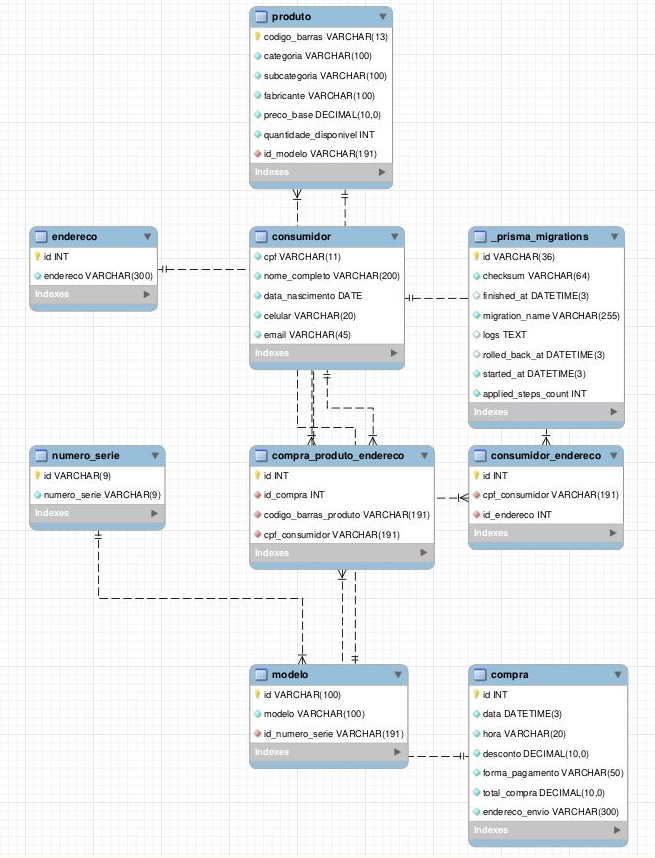 produto
codigo_barras VARCHAR(13)
categoria VARCHAR(100)
subcategoria VARCHAR(100)
fabricante VARCHAR(100)
preco_base DECIMAL(10,0)
quantidade_disponivel INT
id_modelo VARCHAR(191)
Indexes
endereco
id INT
endereco VARCHAR(300)
Indexes
consumidor
cpf VARCHAR(11)
nome_completo VARCHAR(200)
data_nascimento DATE
celular VARCHAR(20)
email VARCHAR(45)
Indexes
_prisma_migrations
id VARCHAR(36)
checksum VARCHAR(64)
finished_at DATETIME(3)
migration_name VARCHAR(255)
logs TEXT
rolled_back_at DATETIME(3)
started_at DATETIME(3)
applied_steps_count INT
Indexes
numero_serie
id VARCHAR(9)
numero_serie VARCHAR(9)
Indexes
compra_produto_endereco
id INT
id_compra INT
codigo_barras_produto VARCHAR(191)
cpf_consumidor VARCHAR(191)
Indexes
consumidor_endereco
id INT
cpf_consumidor VARCHAR(191)
id_endereco INT
Indexes
modelo
id VARCHAR(100)
modelo VARCHAR(100)
id_numero_serie VARCHAR(191)
Indexes
compra
id INT
data DATETIME(3)
hora VARCHAR(20)
desconto DECIMAL(10,0)
forma_pagamento VARCHAR(50)
total_compra DECIMAL(10,0)
endereco_envio VARCHAR(300)
Indexes